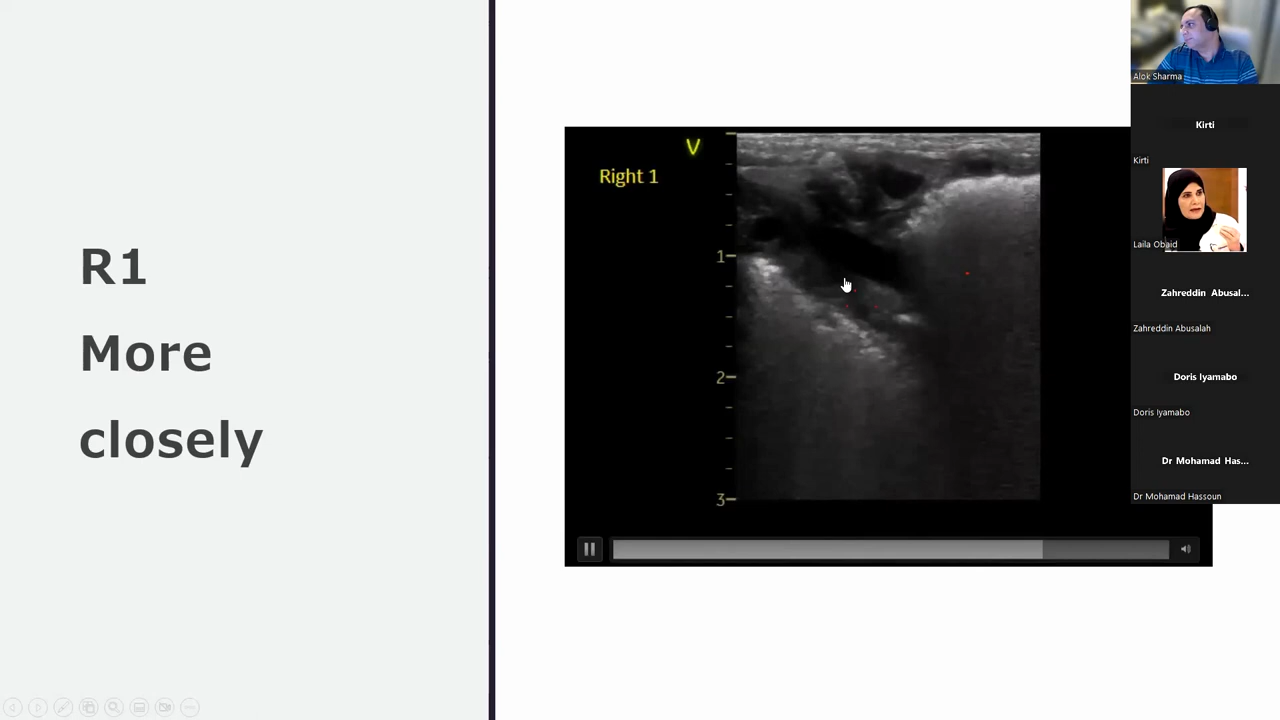 R1
More
closely
V
Right 1
1
2
3
Alok Sharma
Kirti
Kirti
Laila Obaid
Zahreddin Abusal...
Zahreddin Abusalah
Doris Iyamabo
Doris Iyamabo
Dr Mohamad Has...
Dr Mohamad Hassoun